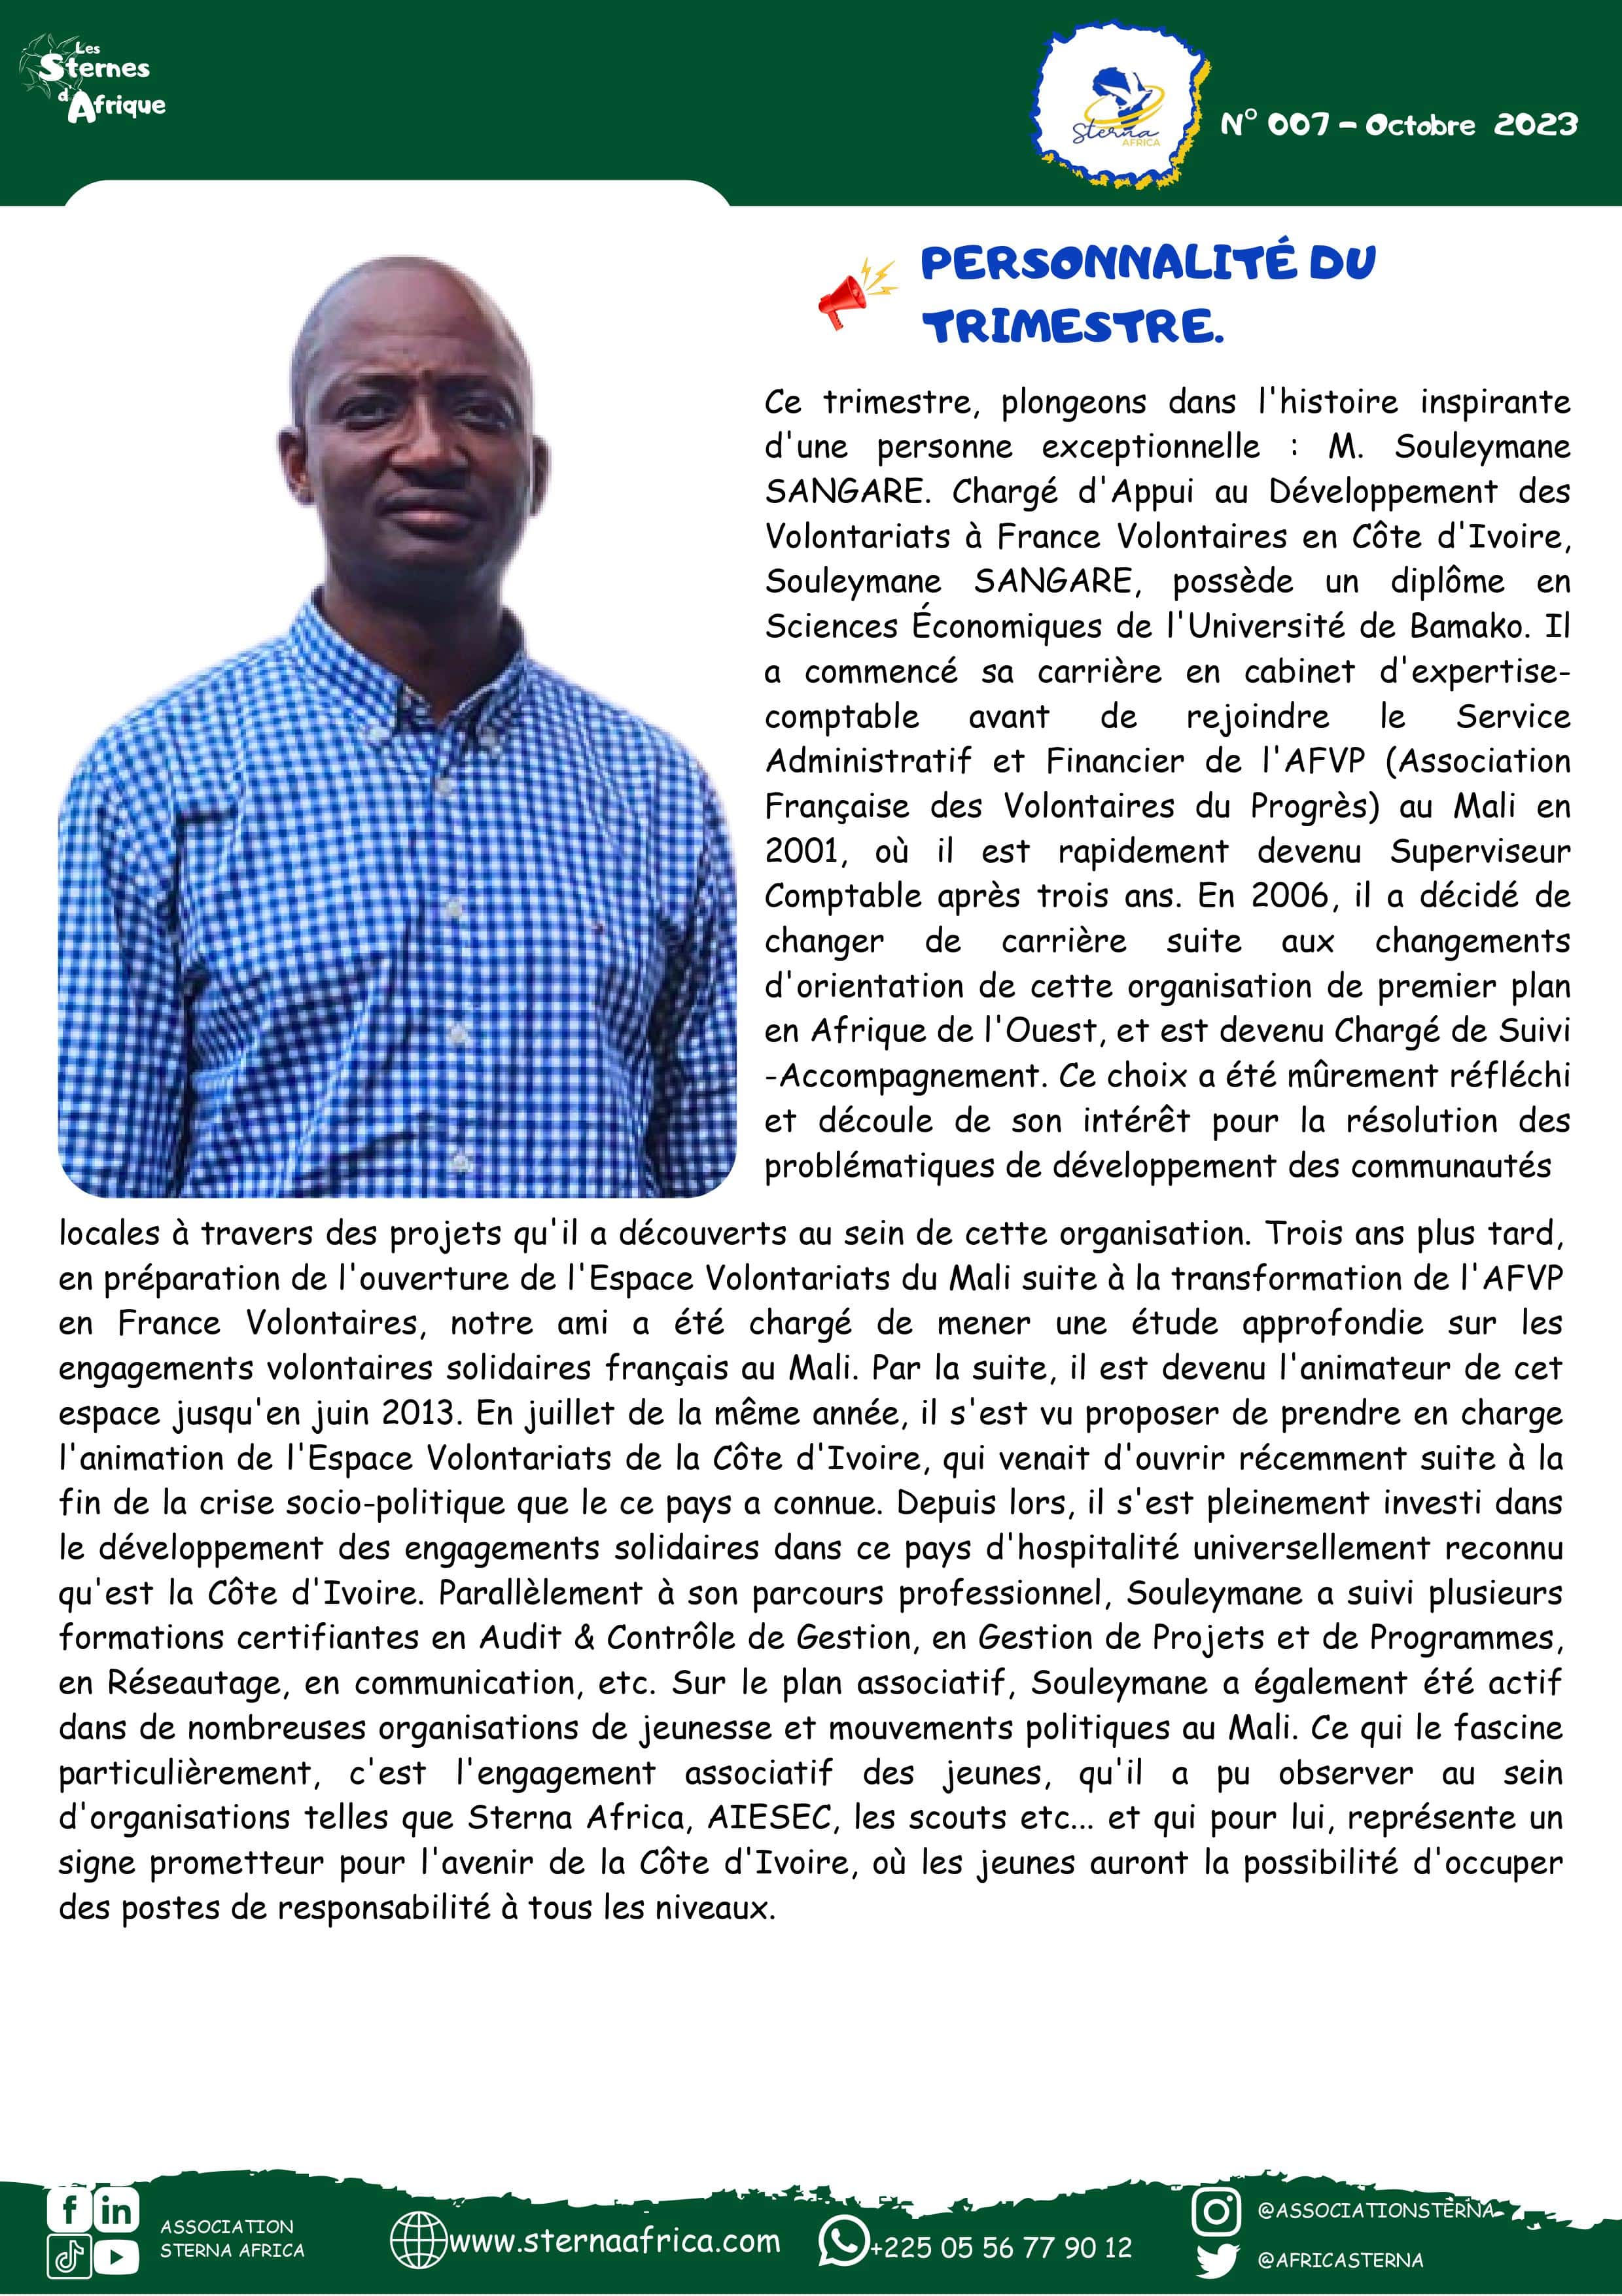 Les
Sternes
d'Afrique
Sterna
AFRICA
N° 007 - Octobre 2023
PERSONNALITÉ DU
TRIMESTRE.
Ce trimestre, plongeons dans l'histoire inspirante
d'une personne exceptionnelle : M. Souleymane
SANGARE. Chargé d'Appui au Développement des
Volontariats à France Volontaires en Côte d'Ivoire,
Souleymane SANGARE, possède un diplôme en
Sciences Économiques de l'Université de Bamako. Il
a commencé sa carrière en cabinet d'expertise-
comptable avant de rejoindre le Service
Administratif et Financier de l'AFVP (Association
Française des Volontaires du Progrès) au Mali en
2001, où il est rapidement devenu Superviseur
Comptable après trois ans. En 2006, il a décidé de
changer de carrière suite aux changements
d'orientation de cette organisation de premier plan
en Afrique de l'Ouest, et est devenu Chargé de Suivi
-Accompagnement. Ce choix a été mûrement réfléchi
et découle de son intérêt pour la résolution des
problématiques de développement des communautés
locales à travers des projets qu'il a découverts au sein de cette organisation. Trois ans plus tard,
en préparation de l'ouverture de l'Espace Volontariats du Mali suite à la transformation de l'AFVP
en France Volontaires, notre ami a été chargé de mener une étude approfondie sur les
engagements volontaires solidaires français au Mali. Par la suite, il est devenu l'animateur de cet
espace jusqu'en juin 2013. En juillet de la même année, il s'est vu proposer de prendre en charge
l'animation de l'Espace Volontariats de la Côte d'Ivoire, qui venait d'ouvrir récemment suite à la
fin de la crise socio-politique que le ce pays a connue. Depuis lors, il s'est pleinement investi dans
le développement des engagements solidaires dans ce pays d'hospitalité universellement reconnu
qu'est la Côte d'Ivoire. Parallèlement à son parcours professionnel, Souleymane a suivi plusieurs
formations certifiantes en Audit & Contrôle de Gestion, en Gestion de Projets et de Programmes,
en Réseautage, en communication, etc. Sur le plan associatif, Souleymane a également été actif
dans de nombreuses organisations de jeunesse et mouvements politiques au Mali. Ce qui le fascine
particulièrement, c'est l'engagement associatif des jeunes, qu'il a pu observer au sein
d'organisations telles que Sterna Africa, AIESEC, les scouts etc... et qui pour lui, représente un
signe prometteur pour l'avenir de la Côte d'Ivoire, où les jeunes auront la possibilité d'occuper
des postes de responsabilité à tous les niveaux.
ASSOCIATION
STERNA AFRICA
www.sternaafrica.com
+225 05 56 77 90 12
@ASSOCIATIONSTERNA
@AFRICASTERNA